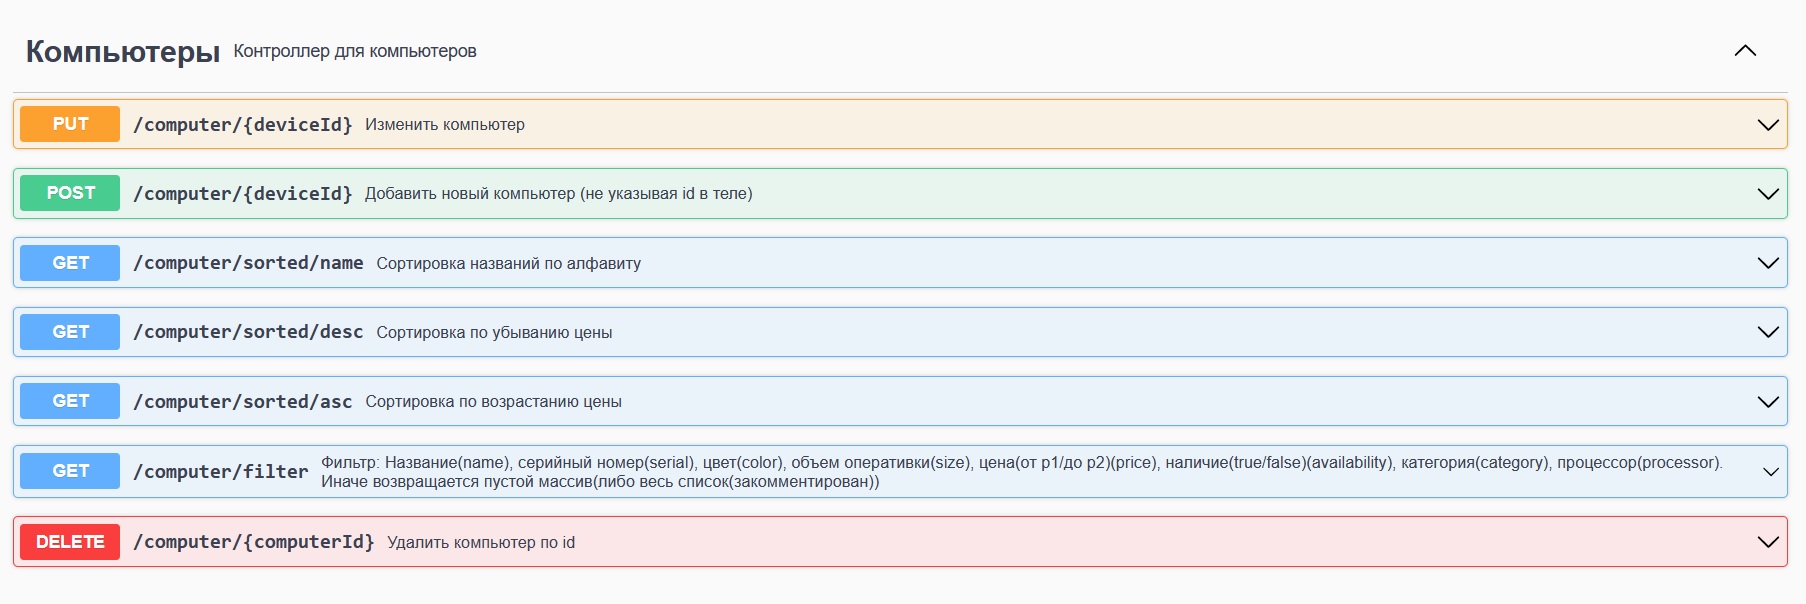 Компьютеры Контроллер для компьютеров
PUT /computer/{deviceId} Изменить компьютер
POST /computer/{deviceId} Добавить новый компьютер (не указывая id в теле)
GET /computer/sorted/name Сортировка названий по алфавиту
GET /computer/sorted/desc Сортировка по убыванию цены
GET /computer/sorted/asc Сортировка по возрастанию цены
GET /computer/filter Фильтр: Название(name), серийный номер(serial), цвет(color), объем оперативки(size), цена(от p1/до p2)(price), наличие(true/false)(availability), категория(category), процессор(processor).
Иначе возвращается пустой массив(либо весь список(закомментирован))
DELETE /computer/{computerId} Удалить компьютер по id